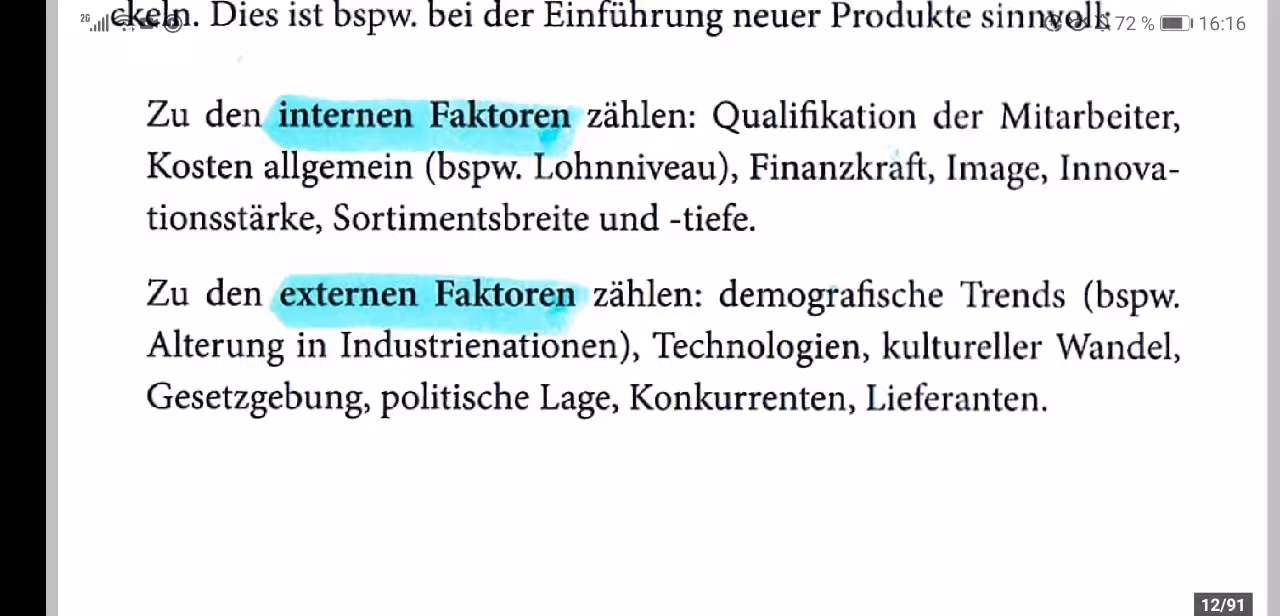 ckeln. Dies ist bspw. bei der Einführung neuer Produkte sinnvoll.
2G 72 % 16:16
Zu den internen Faktoren zählen: Qualifikation der Mitarbeiter,
Kosten allgemein (bspw. Lohnniveau), Finanzkraft, Image, Innova-
tionsstärke, Sortimentsbreite und -tiefe.
Zu den externen Faktoren zählen: demografische Trends (bspw.
Alterung in Industrienationen), Technologien, kultureller Wandel,
Gesetzgebung, politische Lage, Konkurrenten, Lieferanten.
12/91